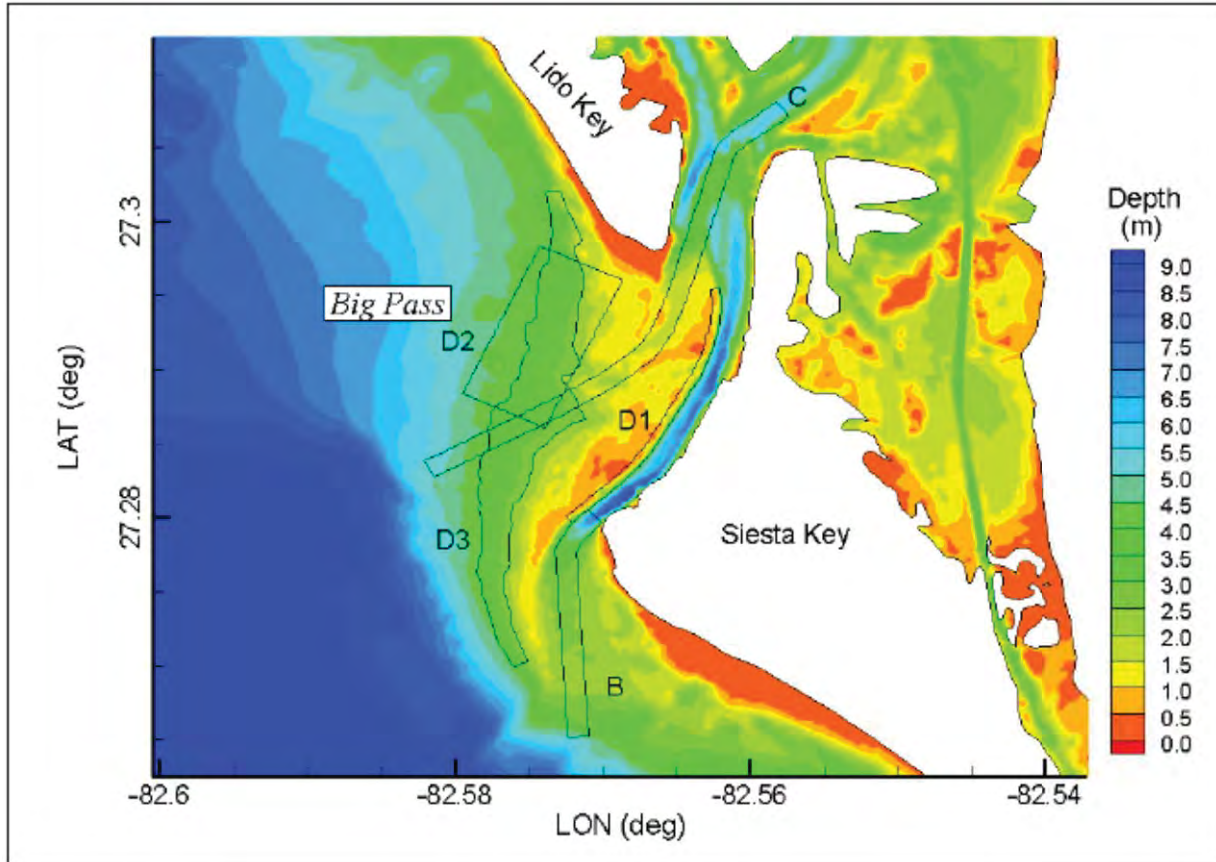 Lido Key
C
27.3
Depth
(m)
9.0
8.5
8.0
7.5
7.0
6.5
6.0
5.5
5.0
4.5
4.0
3.5
3.0
2.5
2.0
1.5
1.0
0.5
0.0
Big Pass
D2
LAT (deg)
D1
27.28
D3
Siesta Key
B
-82.6
-82.58
-82.56
-82.54
LON (deg)